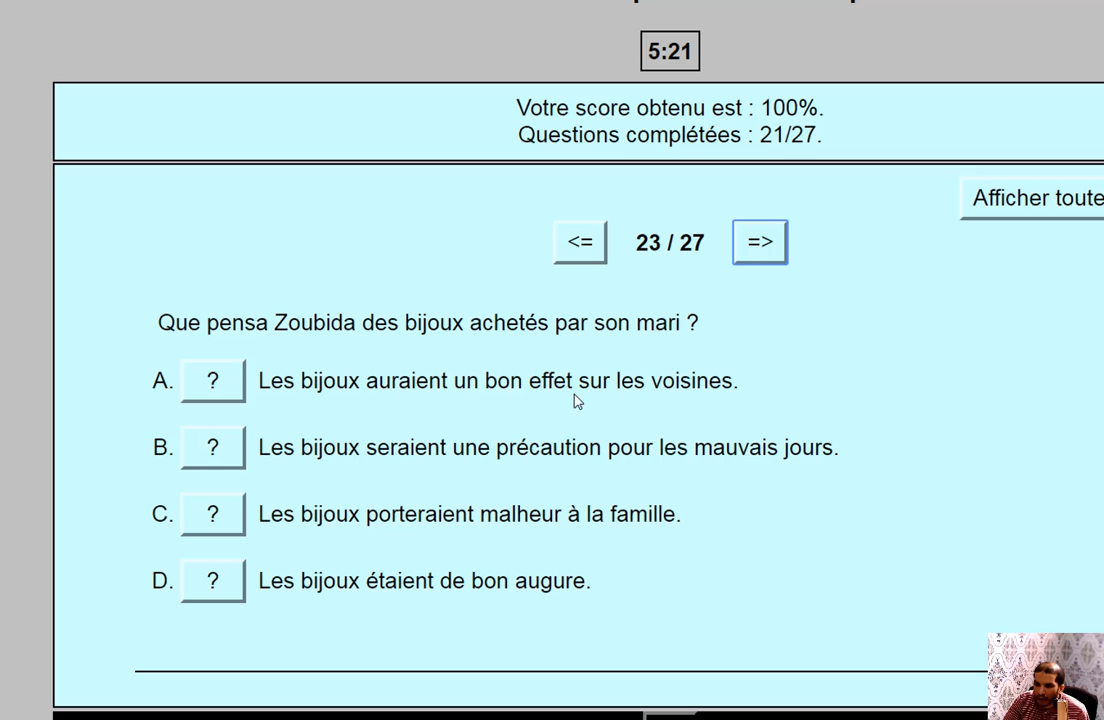 5:21
Votre score obtenu est : 100%.
Questions complétées : 21/27.
Afficher toute
<= 23 / 27 =>
Que pensa Zoubida des bijoux achetés par son mari ?
A. ? Les bijoux auraient un bon effet sur les voisines.
B. ? Les bijoux seraient une précaution pour les mauvais jours.
C. ? Les bijoux porteraient malheur à la famille.
D. ? Les bijoux étaient de bon augure.